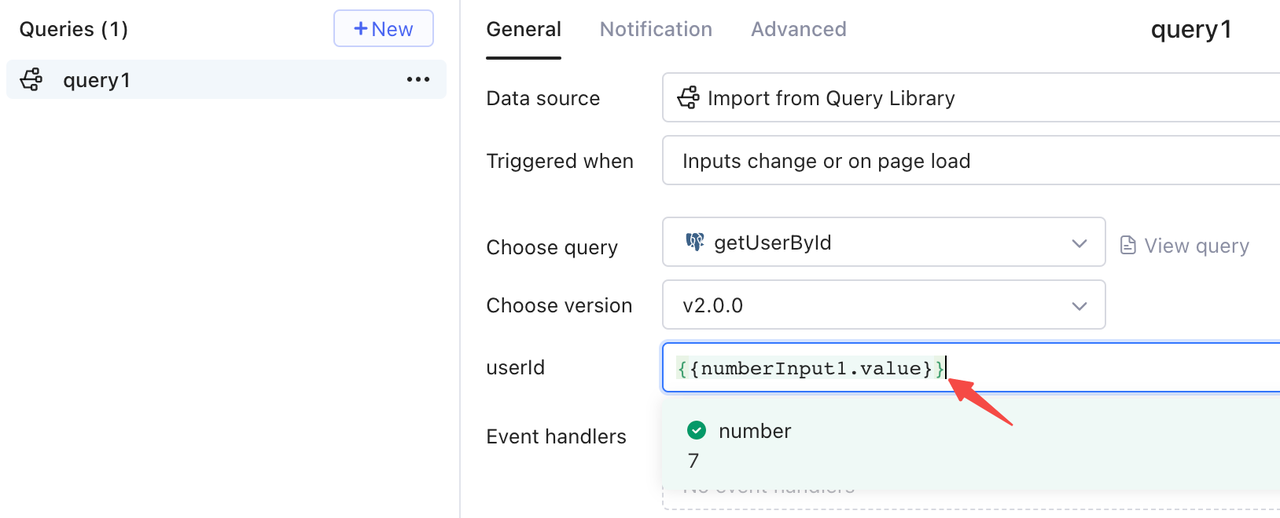 Queries (1)
+New
query1
General
Notification
Advanced
query1
Data source
Import from Query Library
Triggered when
Inputs change or on page load
Choose query
getUserById
View query
Choose version
v2.0.0
userId
{{numberInput1.value}}
number
7
Event handlers
No event handlers